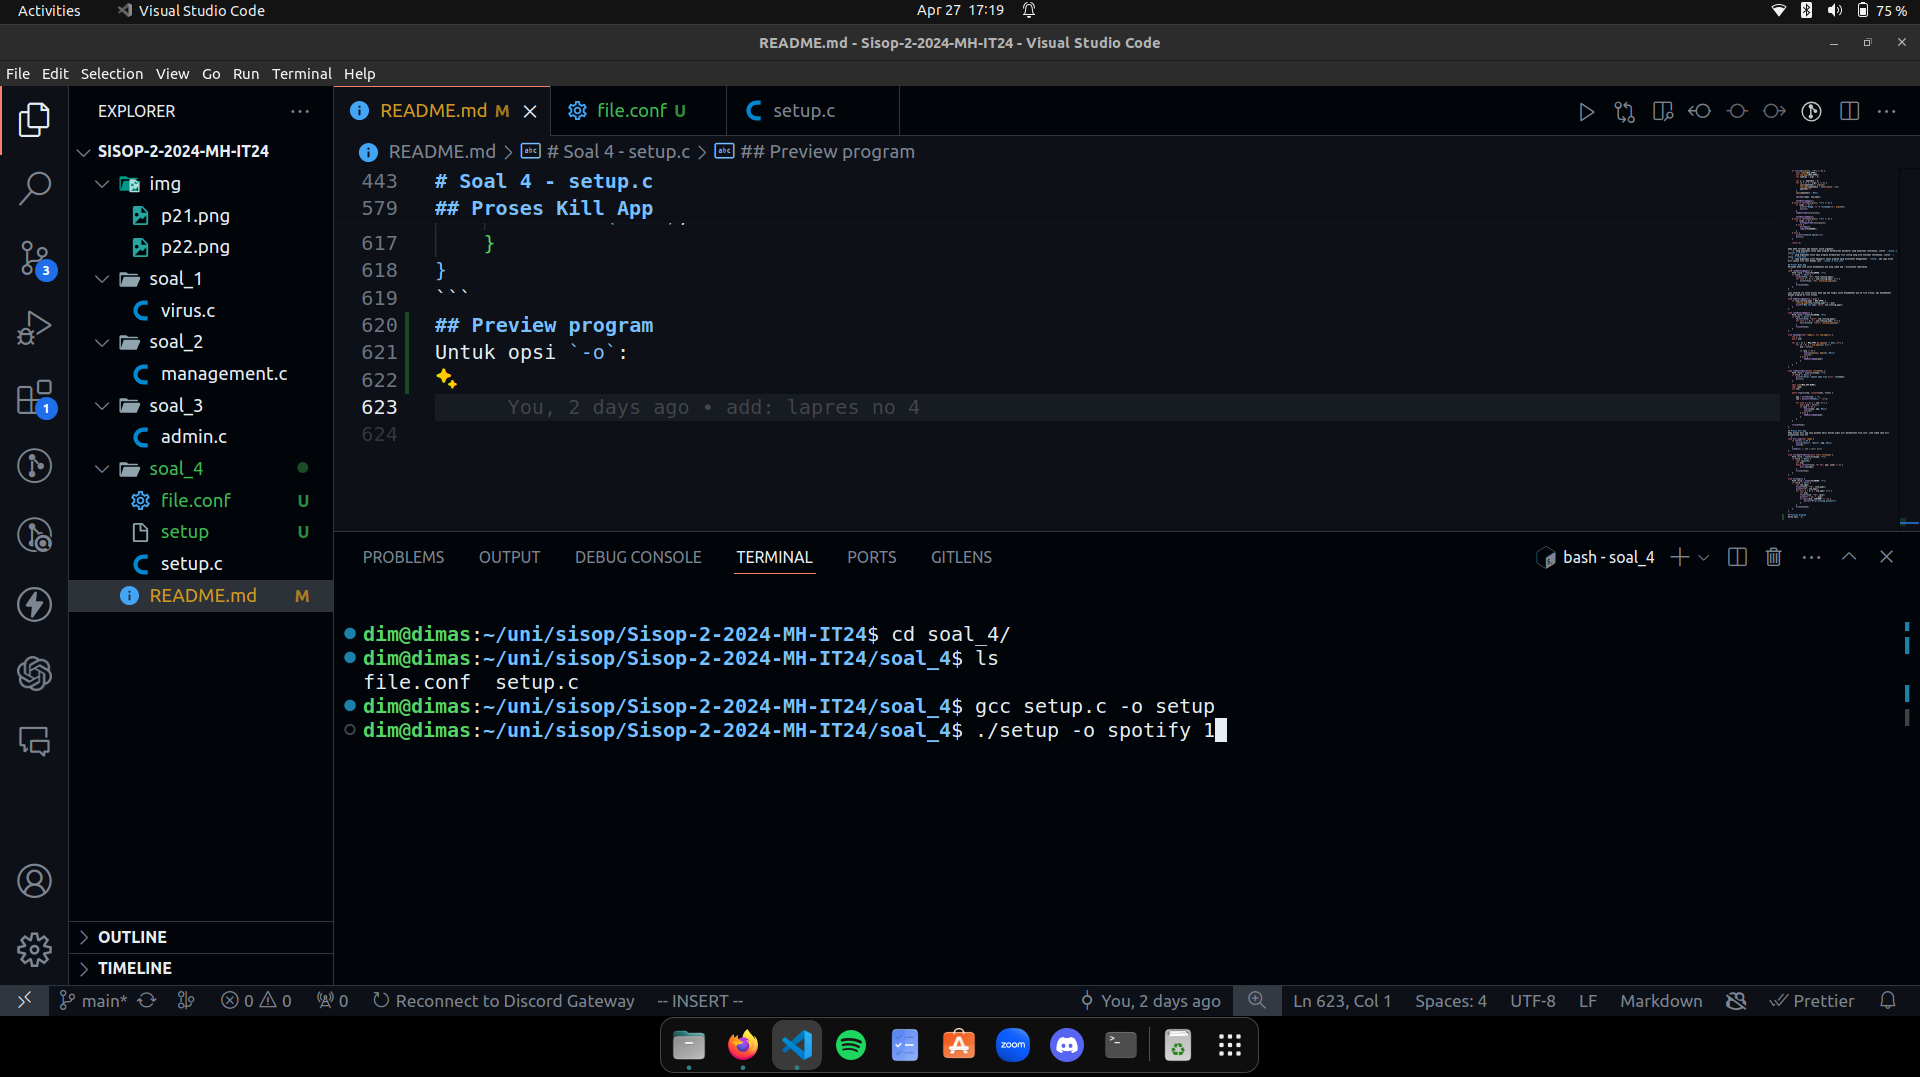 Activities
Visual Studio Code
Apr 27 17:19
75 %
README.md - Sisop-2-2024-MH-IT24 - Visual Studio Code
File Edit Selection View Go Run Terminal Help
EXPLORER
SISOP-2-2024-MH-IT24
img
p21.png
p22.png
soal_1
virus.c
soal_2
management.c
soal_3
admin.c
soal_4
file.conf U
setup U
setup.c
README.md M
OUTLINE
TIMELINE
3
1
README.md M
file.conf U
setup.c
README.md > # Soal 4 - setup.c > ## Preview program
443 # Soal 4 - setup.c
579 ## Proses Kill App
617 }
618 }
619 ```
620 ## Preview program
621 Untuk opsi `-o`:
622
623 You, 2 days ago • add: lapres no 4
624
PROBLEMS OUTPUT DEBUG CONSOLE TERMINAL PORTS GITLENS
bash - soal_4
dim@dimas:~/uni/sisop/Sisop-2-2024-MH-IT24$ cd soal_4/
dim@dimas:~/uni/sisop/Sisop-2-2024-MH-IT24/soal_4$ ls
file.conf setup.c
dim@dimas:~/uni/sisop/Sisop-2-2024-MH-IT24/soal_4$ gcc setup.c -o setup
dim@dimas:~/uni/sisop/Sisop-2-2024-MH-IT24/soal_4$ ./setup -o spotify 1
main* 0 0 0 Reconnect to Discord Gateway -- INSERT -- You, 2 days ago Ln 623, Col 1 Spaces: 4 UTF-8 LF Markdown Prettier
zoom